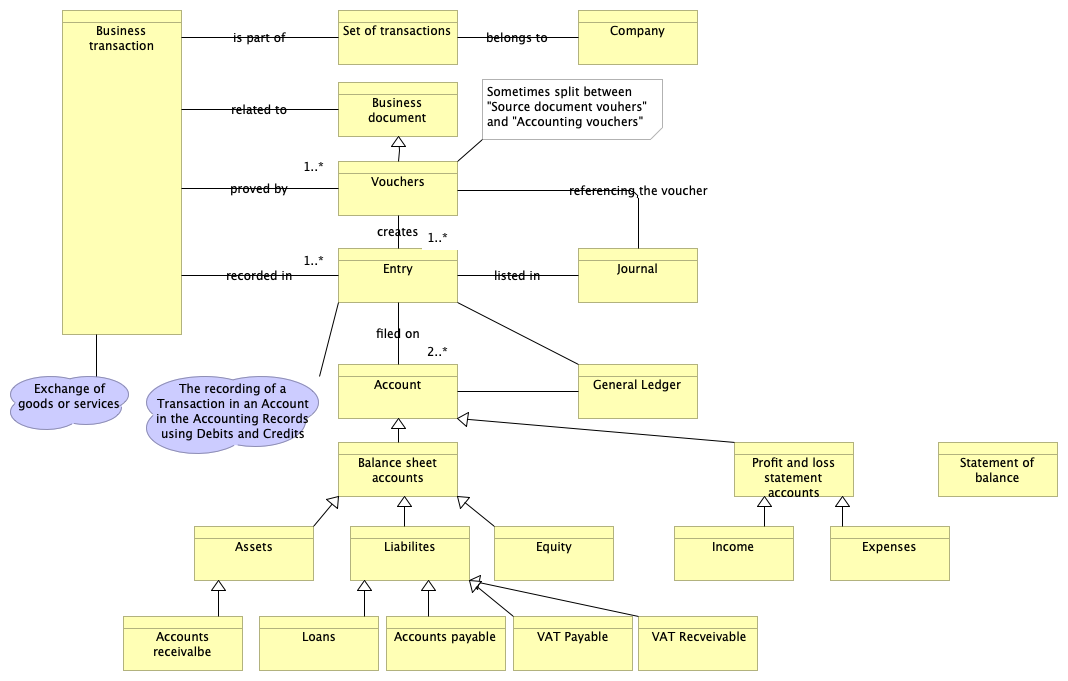 Business
transaction
is part of
Set of transactions
belongs to
Company
related to
Business
document
Sometimes split between
"Source document vouhers"
and "Accounting vouchers"
1..*
proved by
Vouchers
referencing the voucher
creates
1..*
1..*
recorded in
Entry
listed in
Journal
filed on
2..*
Exchange of
goods or services
The recording of a
Transaction in an Account
in the Accounting Records
using Debits and Credits
Account
General Ledger
Balance sheet
accounts
Profit and loss
statement
accounts
Statement of
balance
Assets
Liabilites
Equity
Income
Expenses
Accounts
receivalbe
Loans
Accounts payable
VAT Payable
VAT Recveivable